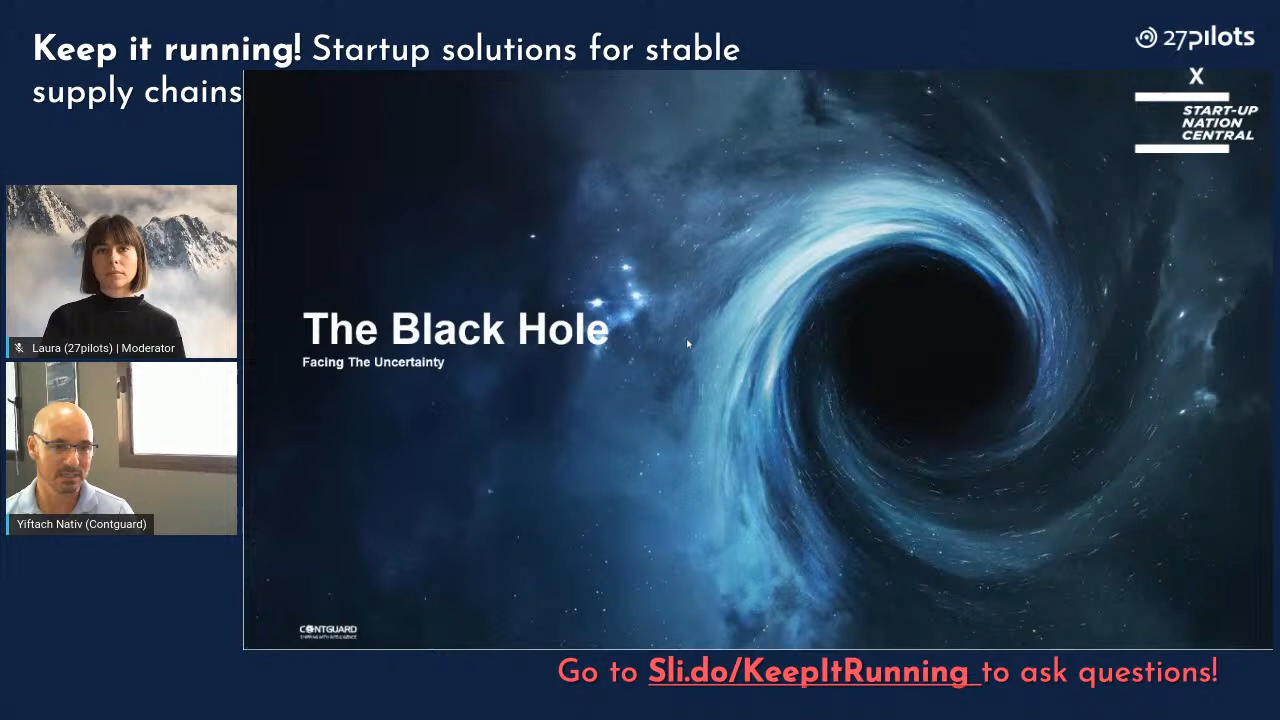 Keep it running! Startup solutions for stable
supply chains
27pilots
X
START-UP
NATION
CENTRAL
Laura (27pilots) | Moderator
Yiftach Nativ (Contguard)
The Black Hole
Facing The Uncertainty
CONTGUARD
Go to Sli.do/KeepItRunning to ask questions!